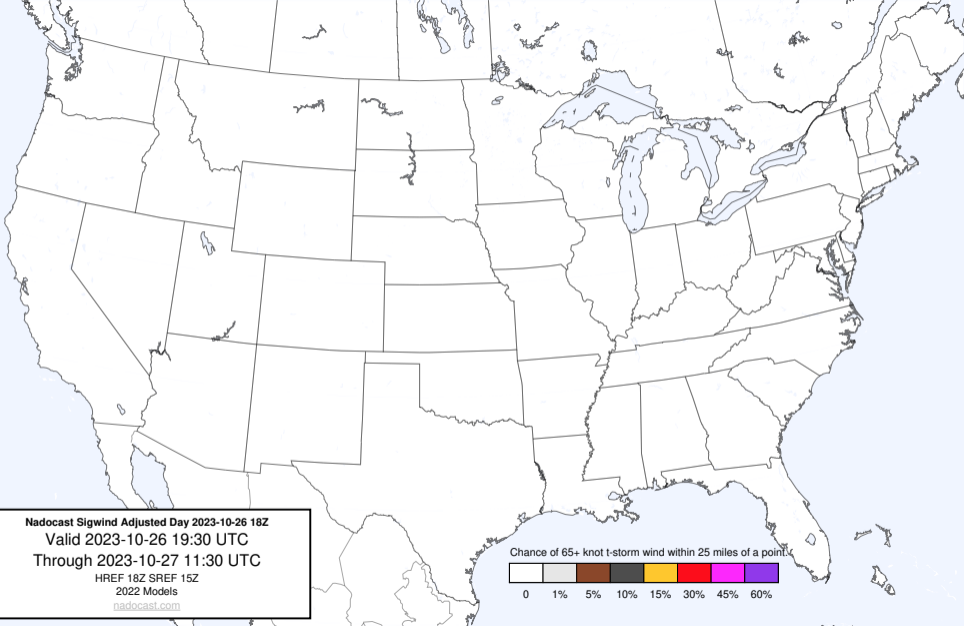 Nadocast Sigwind Adjusted Day 2023-10-26 18Z
Valid 2023-10-26 19:30 UTC
Through 2023-10-27 11:30 UTC
HREF 18Z SREF 15Z
2022 Models
nadocast.com
Chance of 65+ knot t-storm wind within 25 miles of a point.
0 1% 5% 10% 15% 30% 45% 60%